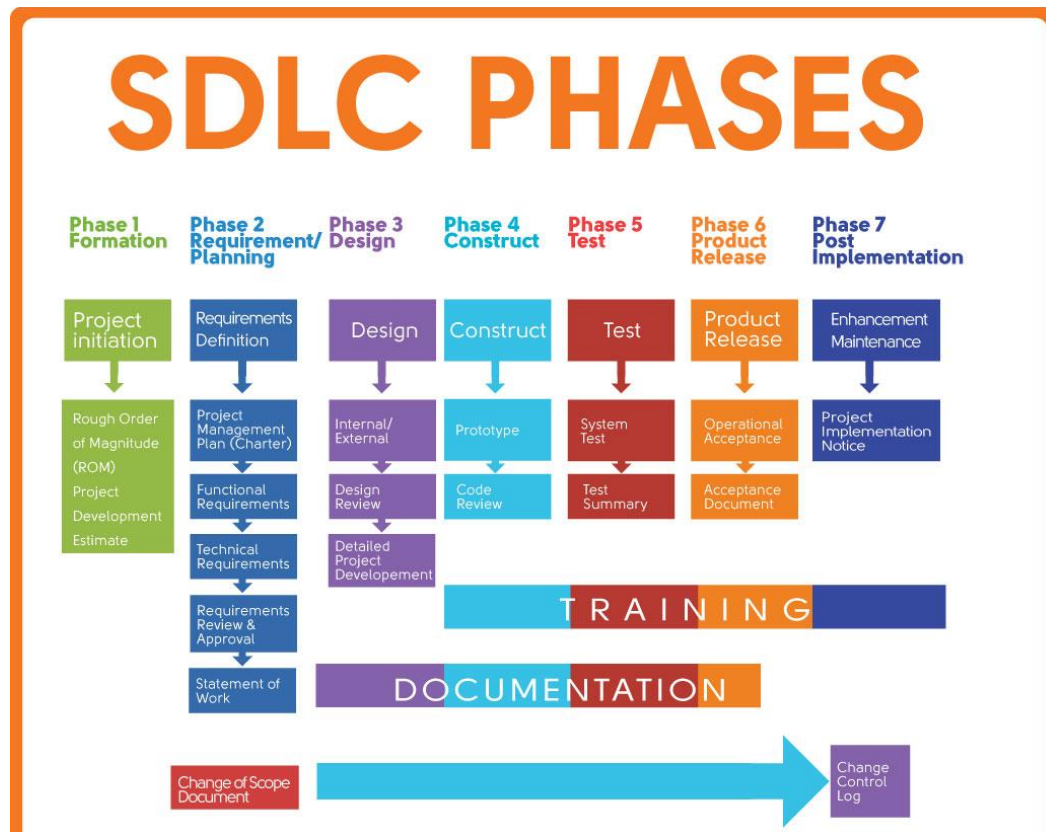 SDLC PHASES
Phase 1
Formation
Phase 2
Requirement/
Planning
Phase 3
Design
Phase 4
Construct
Phase 5
Test
Phase 6
Product
Release
Phase 7
Post
Implementation
Project
initiation
Requirements
Definition
Design
Construct
Test
Product
Release
Enhancement
Maintenance
Rough Order
of Magnitude
(ROM)
Project
Development
Estimate
Project
Management
Plan (Charter)
Functional
Requirements
Technical
Requirements
Requirements
Review &
Approval
Statement of
Work
Internal/
External
Design
Review
Detailed
Project
Developement
Prototype
Code
Review
System
Test
Test
Summary
Operational
Acceptance
Acceptance
Document
Project
Implementation
Notice
TRAINING
DOCUMENTATION
Change of Scope
Document
Change
Control
Log